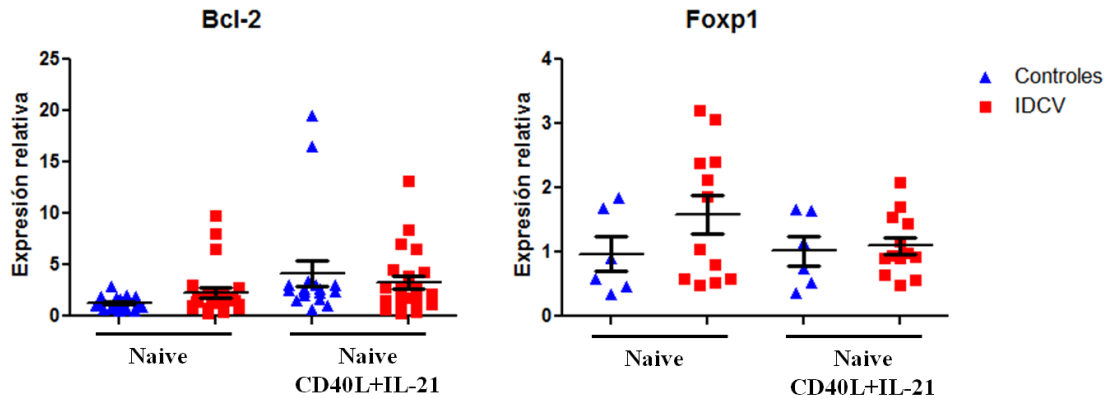 Bcl-2
Expresión relativa
25
20
15
10
5
0
Naive
Naive
CD40L+IL-21
Foxp1
Expresión relativa
4
3
2
1
0
Naive
Naive
CD40L+IL-21
Controles
IDCV